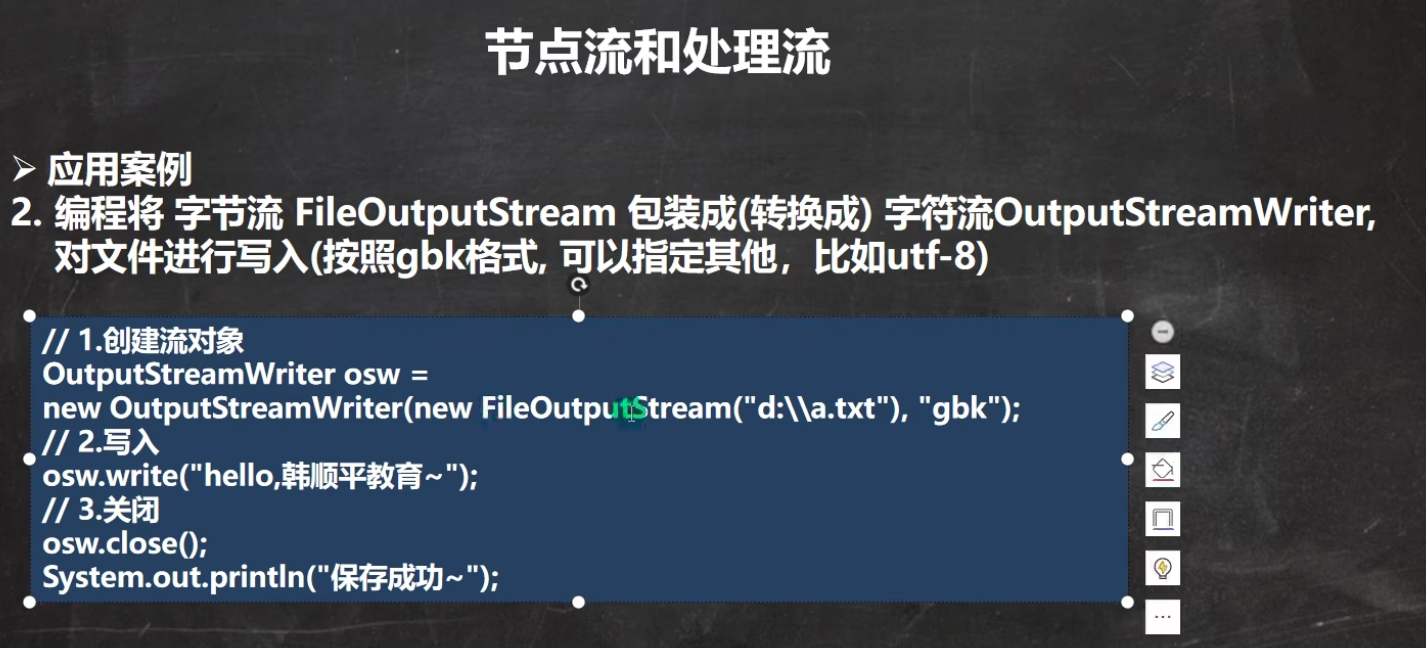 节点流和处理流
➢ 应用案例
2. 编程将 字节流 FileOutputStream 包装成(转换成) 字符流OutputStreamWriter,
对文件进行写入(按照gbk格式, 可以指定其他，比如utf-8)
// 1.创建流对象
OutputStreamWriter osw =
new OutputStreamWriter(new FileOutputStream("d:\\a.txt"), "gbk");
// 2.写入
osw.write("hello,韩顺平教育~");
// 3.关闭
osw.close();
System.out.println("保存成功~");